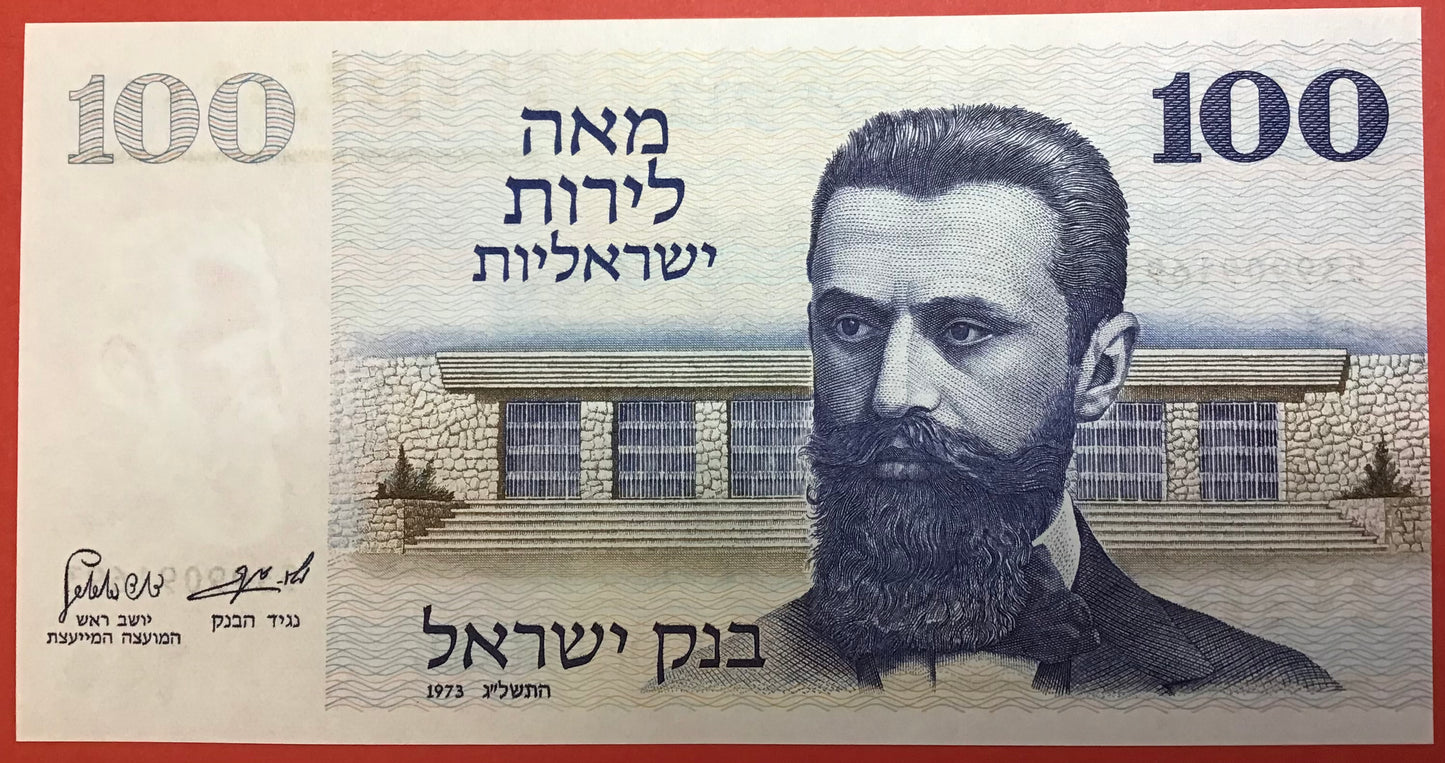 100
100
מאה
לירות
ישראליות
נגיד הבנק
יושב ראש
המועצה המייעצת
בנק ישראל
התשל"ג 1973